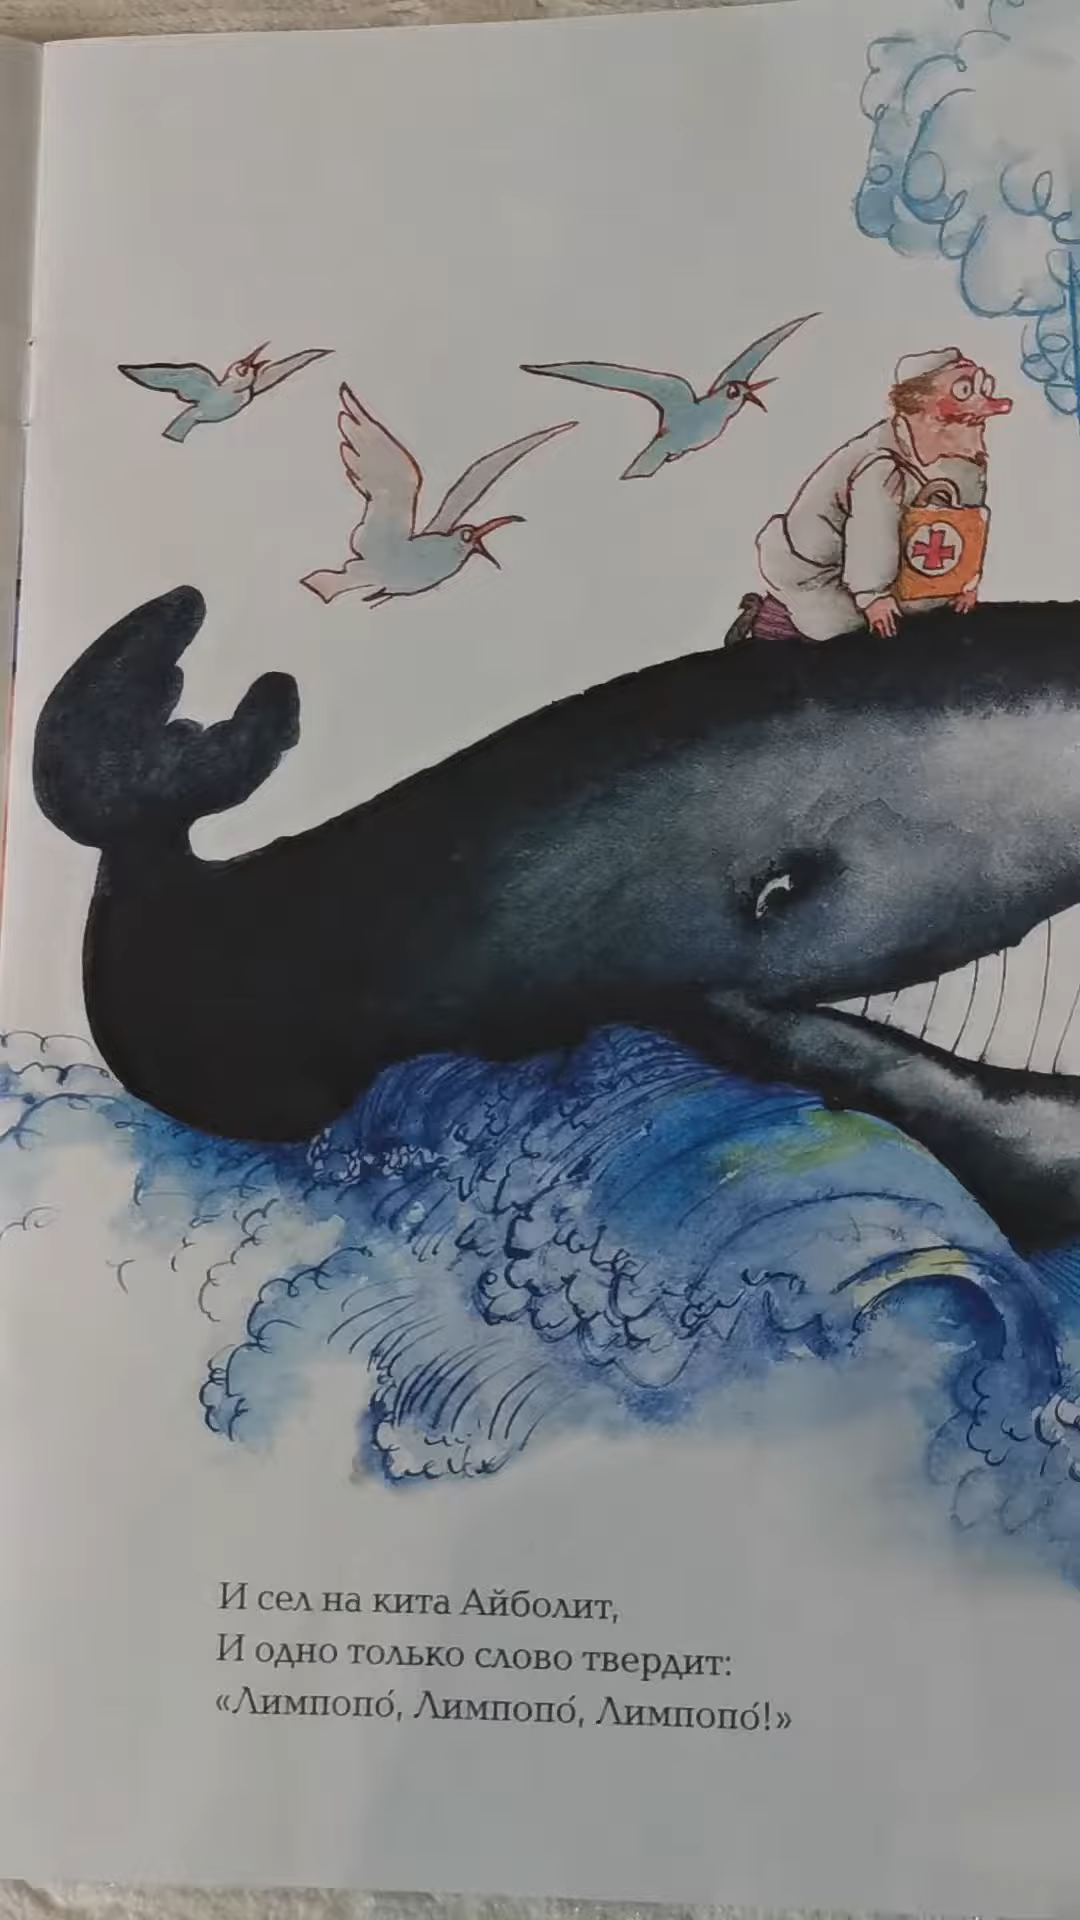 И сел на кита Айболит,
И одно только слово твердит:
«Лимпопо́, Лимпопо́, Лимпопо́!»